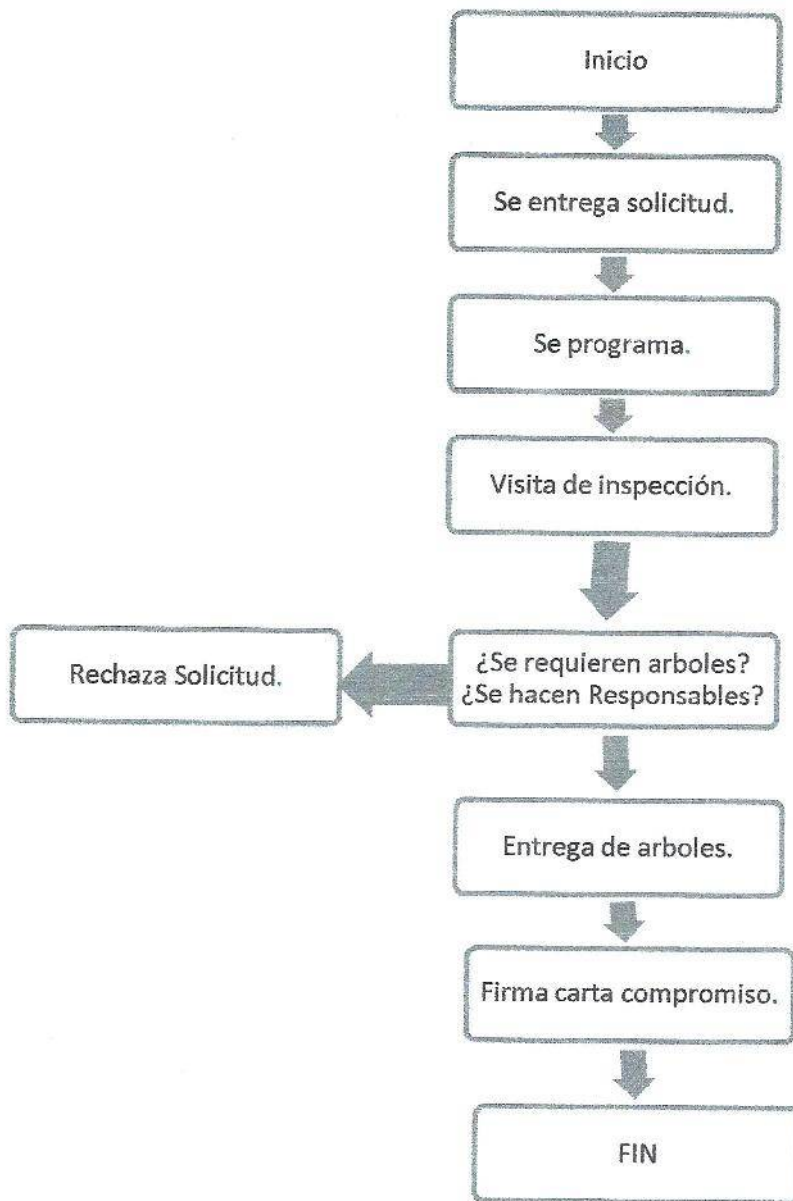 Inicio
Se entrega solicitud.
Se programa.
Visita de inspección.
Rechaza Solicitud.
¿Se requieren arboles?
¿Se hacen Responsables?
Entrega de arboles.
Firma carta compromiso.
FIN